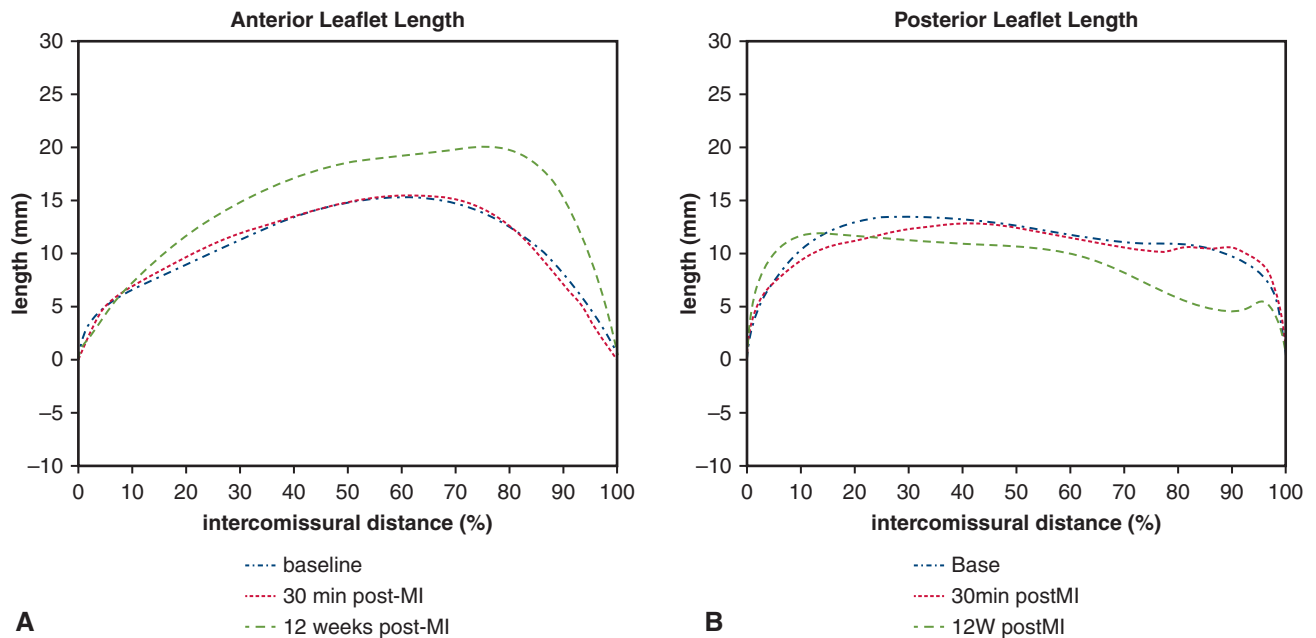 Anterior Leaflet Length
30
25
20
15
10
5
0
−5
−10
length (mm)
0 10 20 30 40 50 60 70 80 90 100
intercomissural distance (%)
baseline
30 min post-MI
12 weeks post-MI
A
Posterior Leaflet Length
30
25
20
15
10
5
0
−5
−10
length (mm)
0 10 20 30 40 50 60 70 80 90 100
intercomissural distance (%)
Base
30min postMI
12W postMI
B